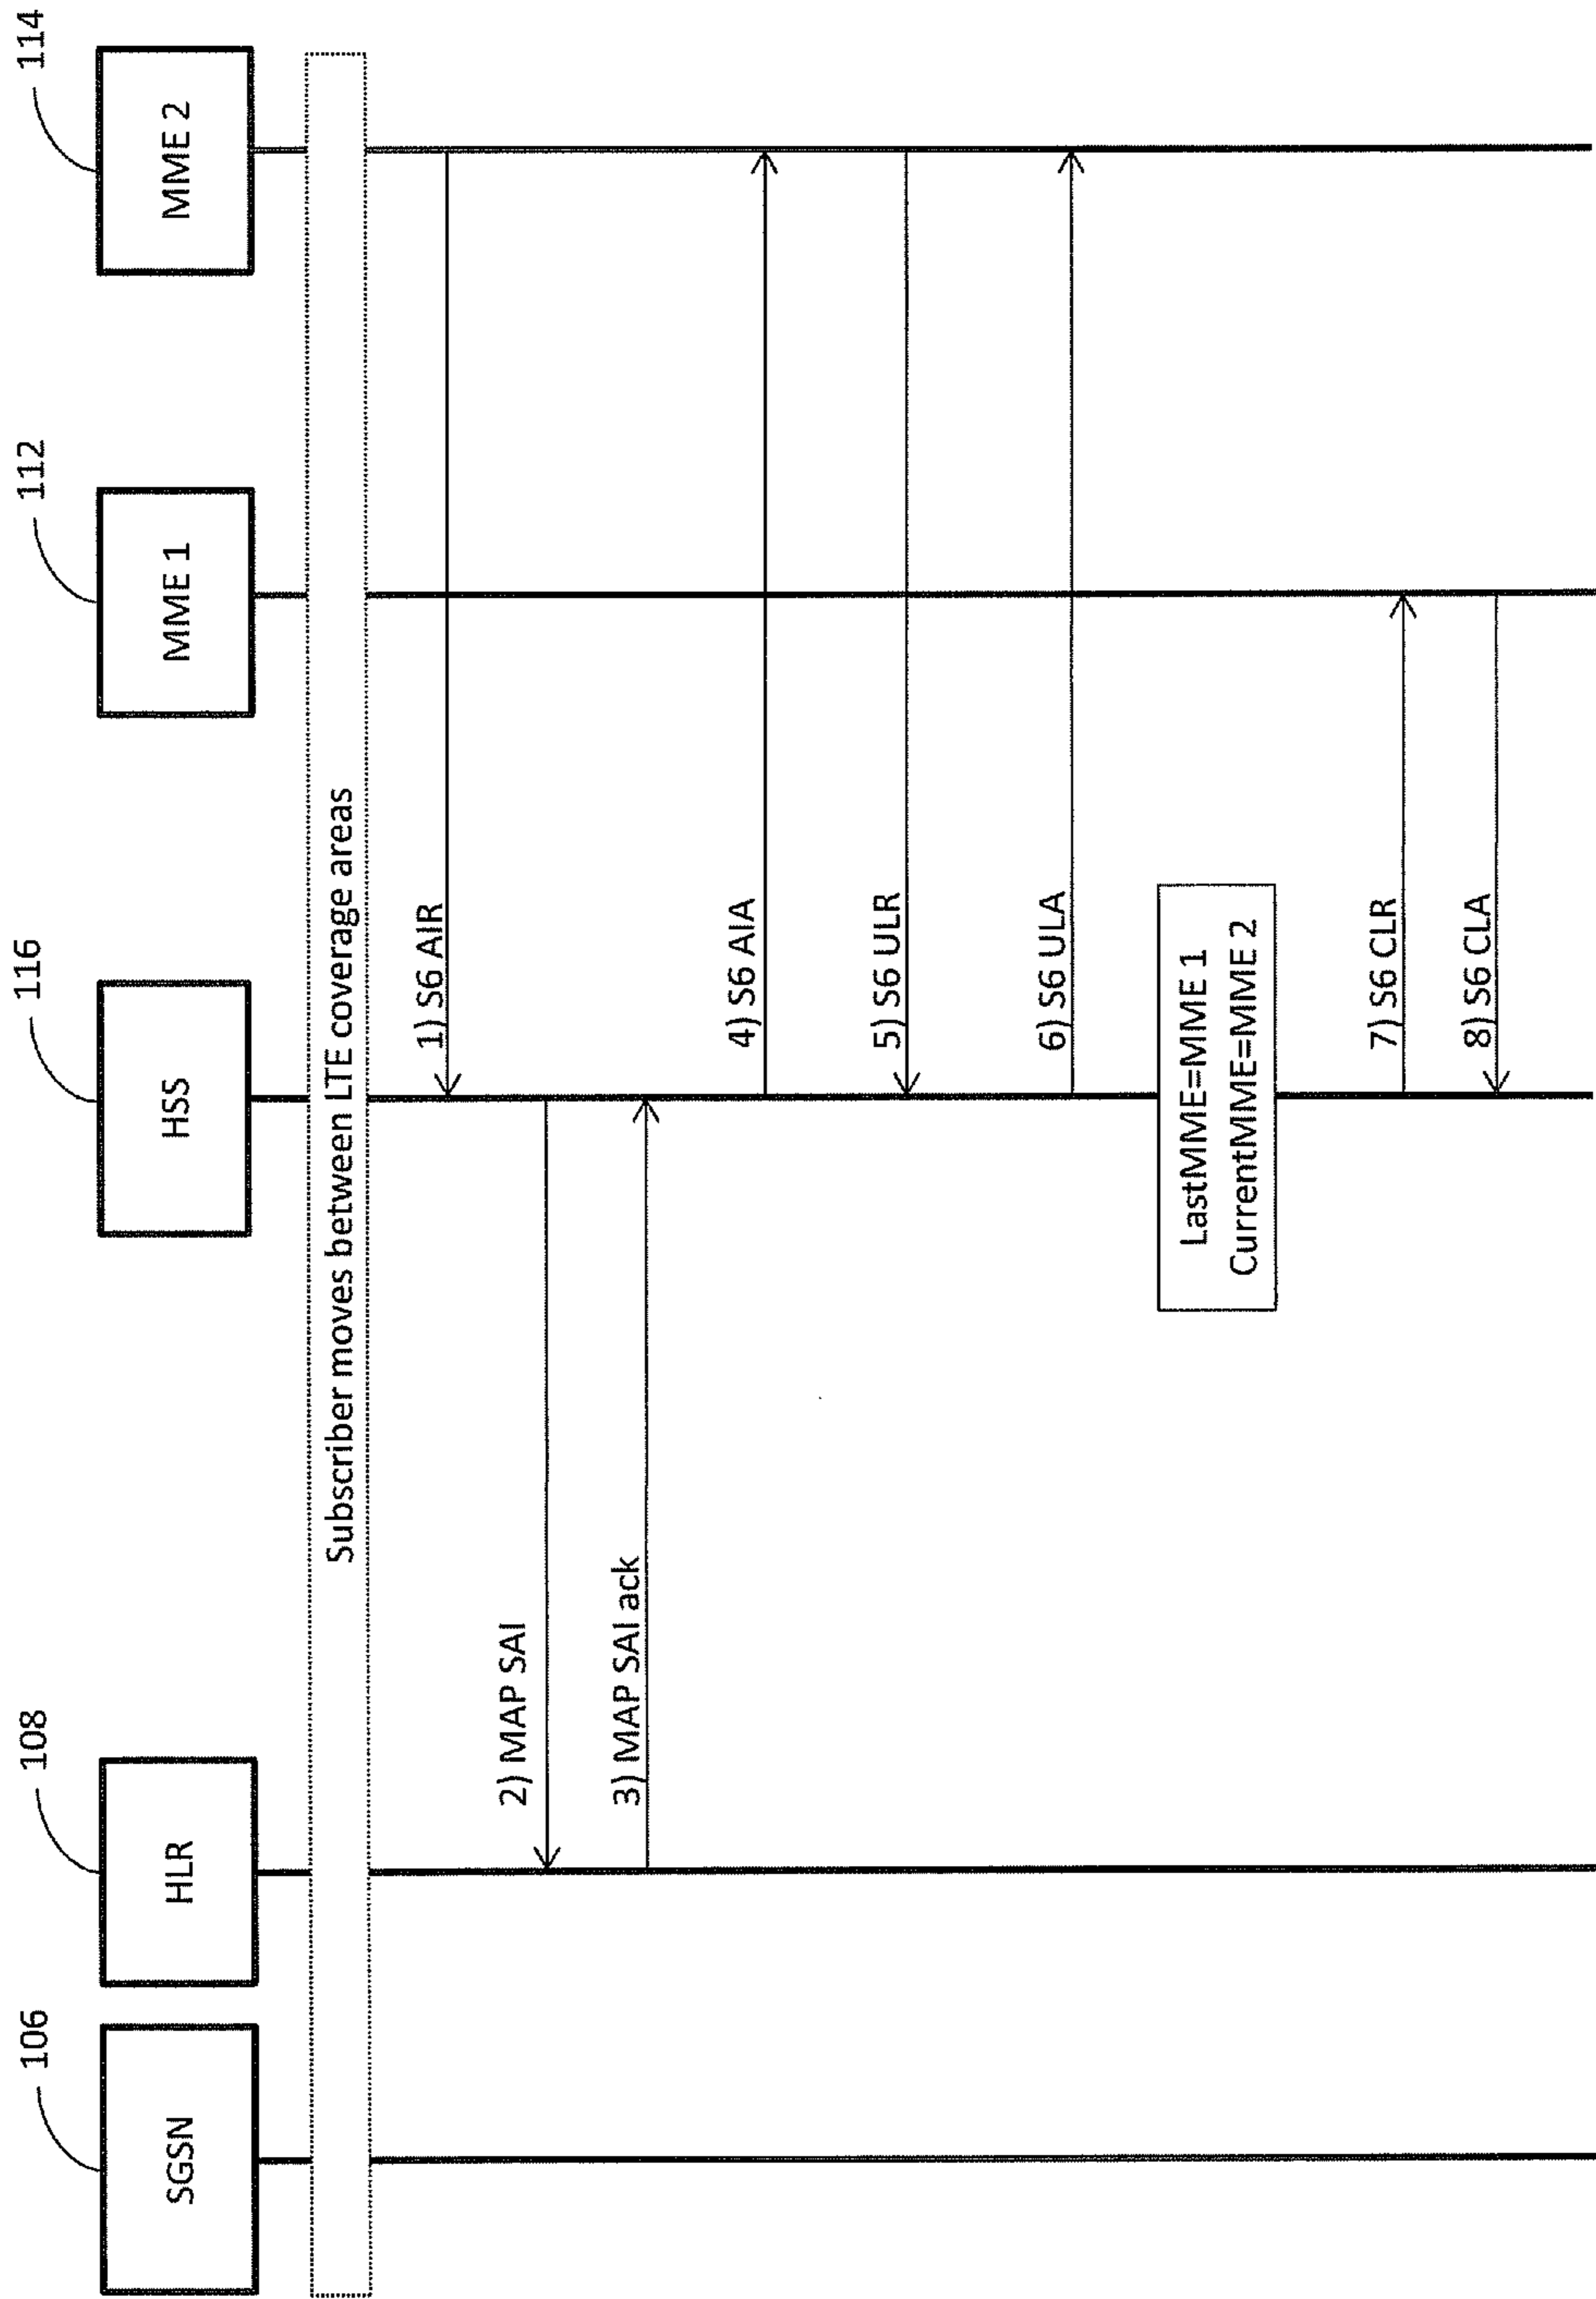 106
108
116
112
114
SGSN
HLR
HSS
MME 1
MME 2
Subscriber moves between LTE coverage areas
1) S6 AIR
2) MAP SAI
3) MAP SAI ack
4) S6 AIA
5) S6 ULR
6) S6 ULA
LastMME=MME 1
CurrentMME=MME 2
7) S6 CLR
8) S6 CLA